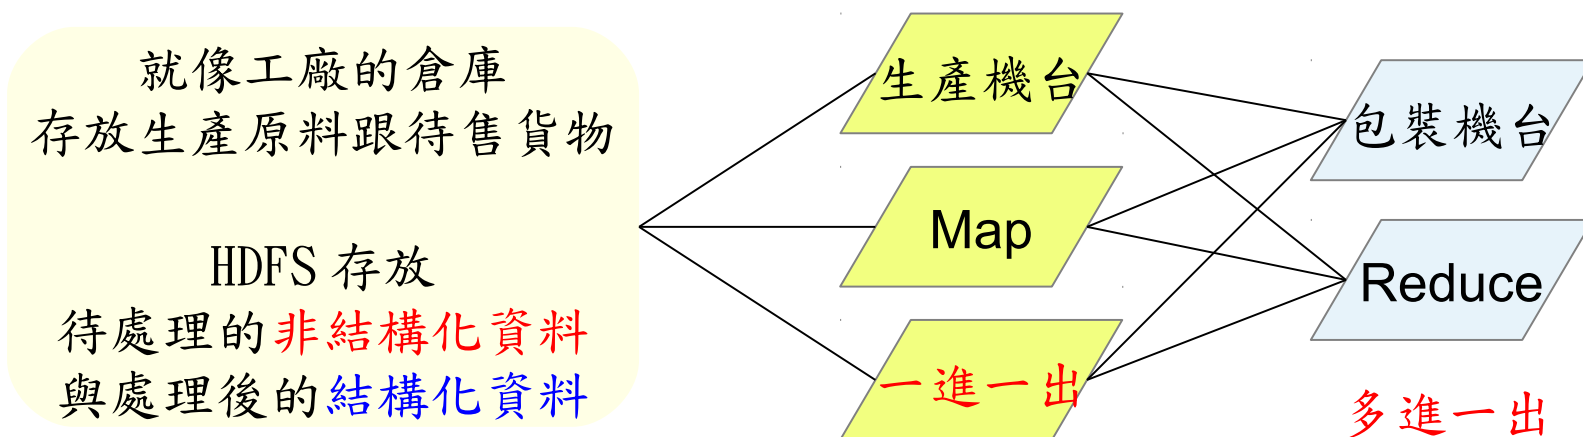 就像工廠的倉庫
存放生產原料跟待售貨物
HDFS 存放
待處理的非結構化資料
與處理後的結構化資料
生產機台
Map
一進一出
包裝機台
Reduce
多進一出